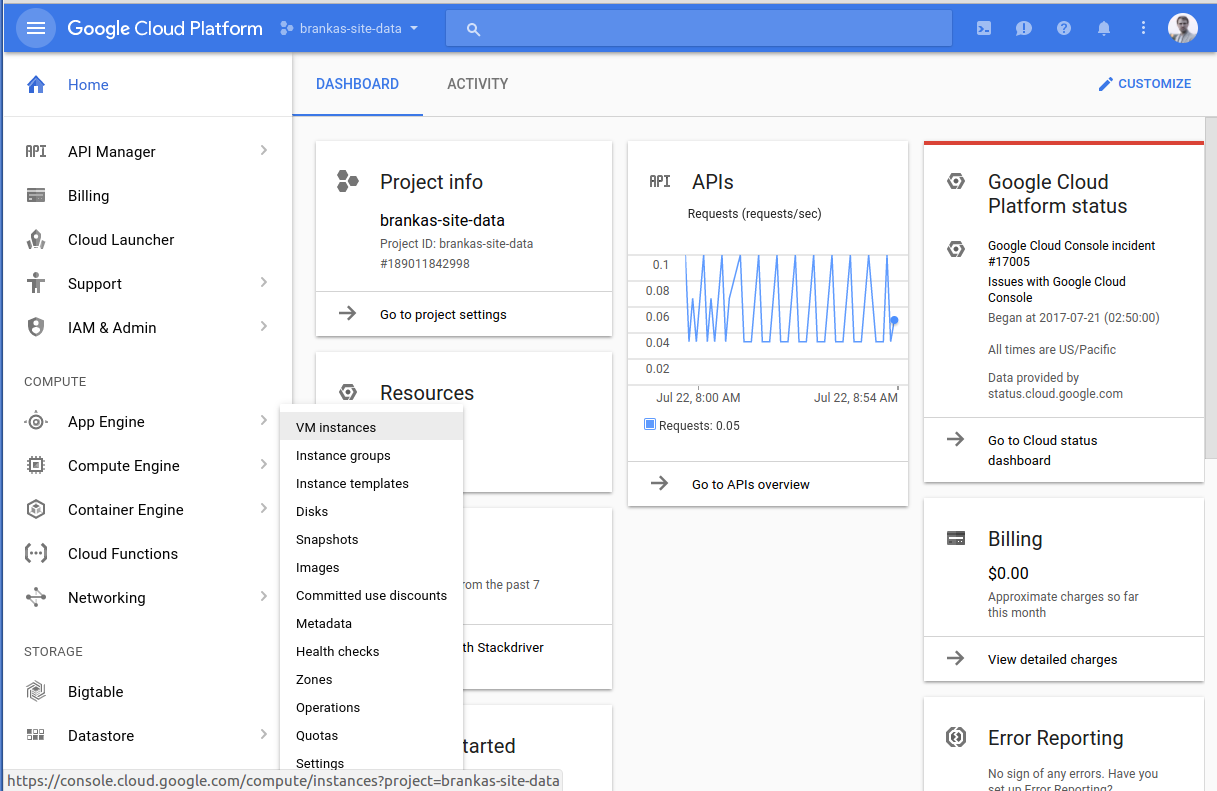 Google Cloud Platform
brankas-site-data
Home
API Manager
Billing
Cloud Launcher
Support
IAM & Admin
COMPUTE
App Engine
Compute Engine
Container Engine
Cloud Functions
Networking
STORAGE
Bigtable
Datastore
VM instances
Instance groups
Instance templates
Disks
Snapshots
Images
Committed use discounts
Metadata
Health checks
Zones
Operations
Quotas
Settings
DASHBOARD
ACTIVITY
CUSTOMIZE
Project info
brankas-site-data
Project ID: brankas-site-data
#189011842998
Go to project settings
Resources
rom the past 7
th Stackdriver
tarted
API
APIs
Requests (requests/sec)
0.1
0.08
0.06
0.04
0.02
Jul 22, 8:00 AM
Jul 22, 8:54 AM
Requests: 0.05
Go to APIs overview
Google Cloud
Platform status
Google Cloud Console incident
#17005
Issues with Google Cloud
Console
Began at 2017-07-21 (02:50:00)
All times are US/Pacific
Data provided by
status.cloud.google.com
Go to Cloud status
dashboard
Billing
$0.00
Approximate charges so far
this month
View detailed charges
Error Reporting
No sign of any errors. Have you
set up Error Reporting?
https://console.cloud.google.com/compute/instances?project=brankas-site-data